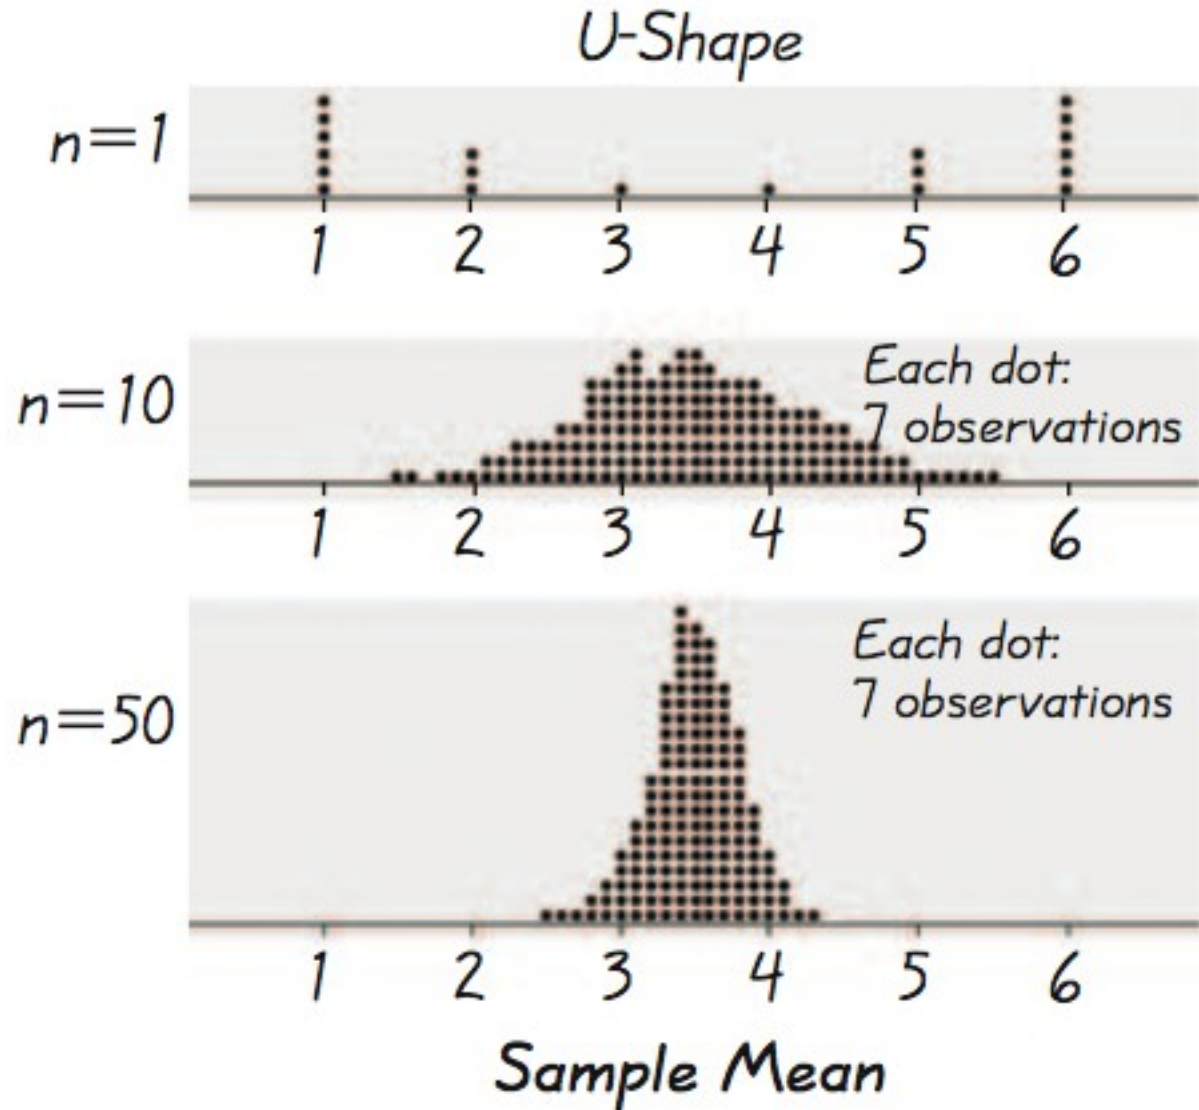 U-Shape
n=1
1 2 3 4 5 6
n=10
Each dot:
7 observations
1 2 3 4 5 6
n=50
Each dot:
7 observations
1 2 3 4 5 6
Sample Mean